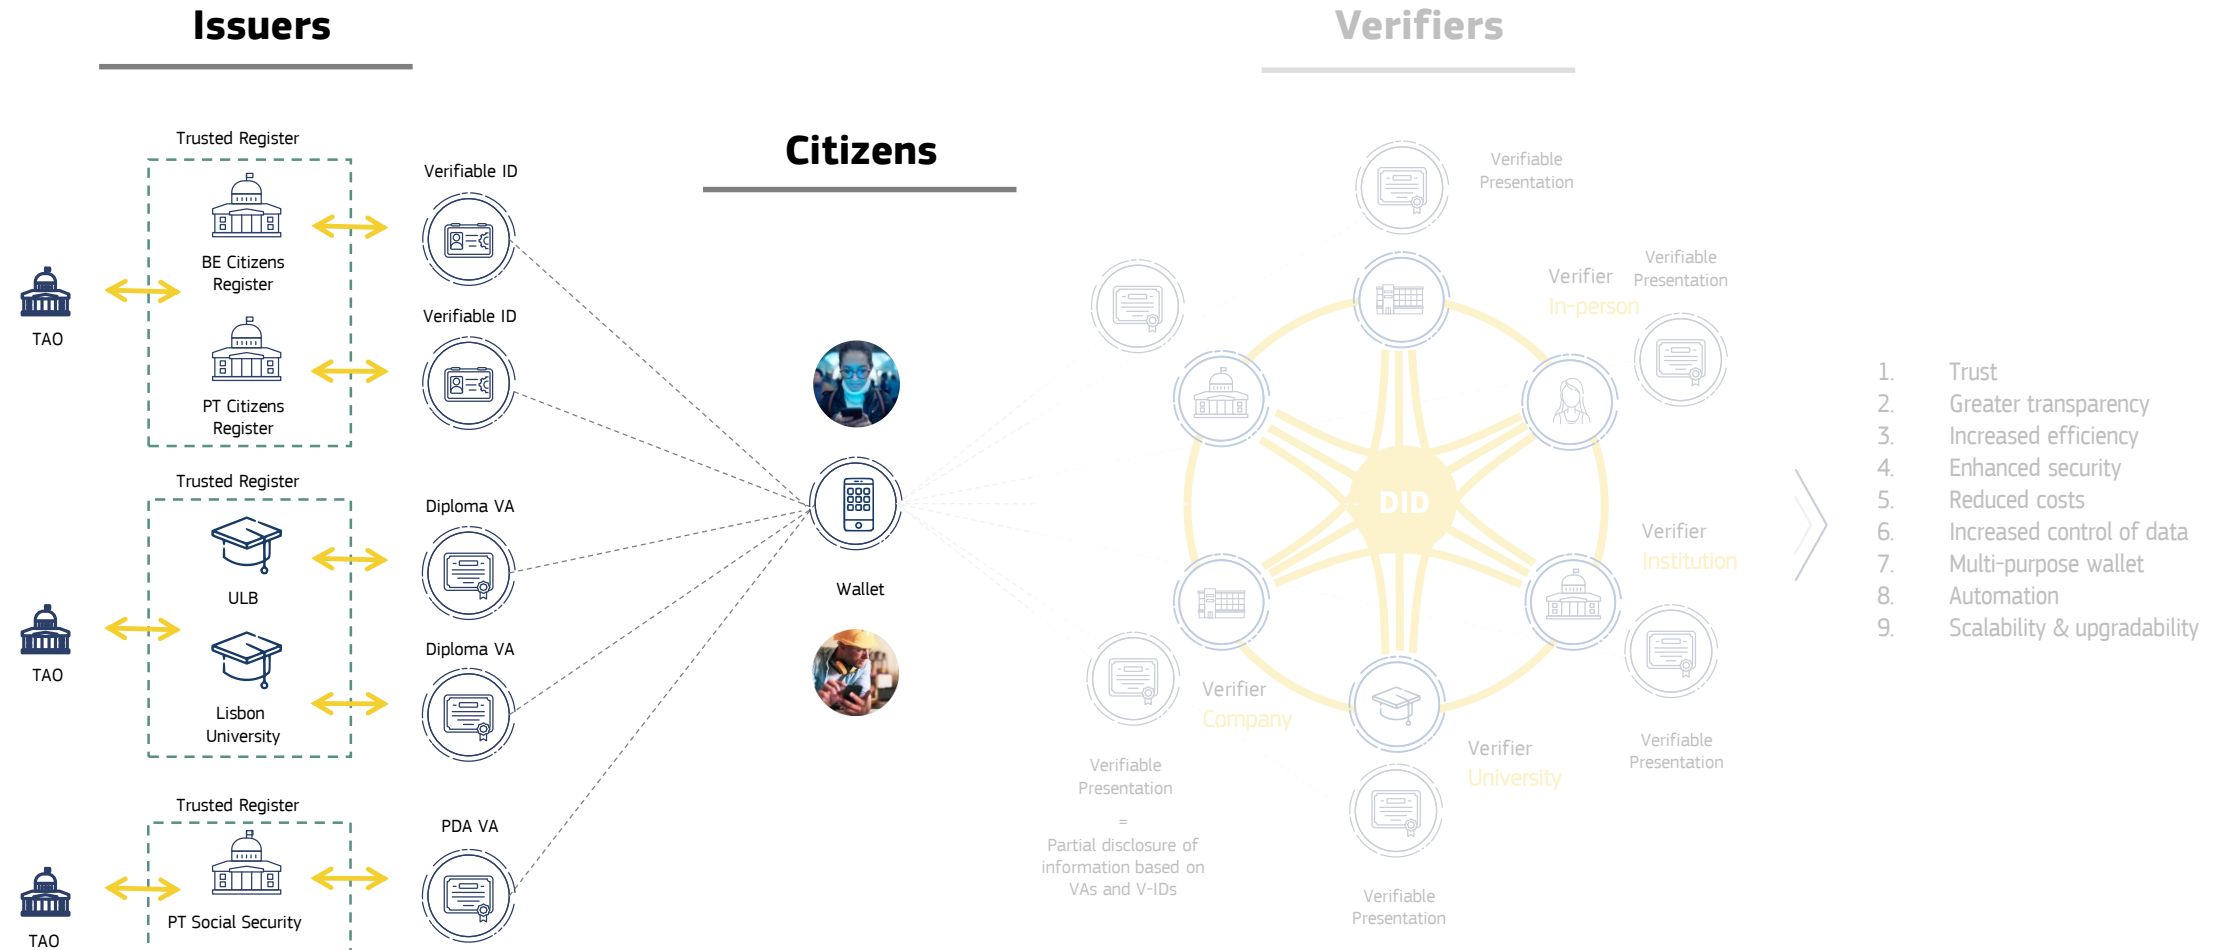 Issuers
Verifiers
Citizens
Trusted Register
BE Citizens
Register
PT Citizens
Register
TAO
Verifiable ID
Verifiable ID
Trusted Register
ULB
Lisbon
University
TAO
Diploma VA
Diploma VA
Trusted Register
PT Social Security
TAO
PDA VA
Wallet
Verifiable
Presentation
Verifier
In-person
Verifiable
Presentation
DID
Verifier
Institution
Verifiable
Presentation
Verifier
Company
Verifier
University
Verifiable
Presentation
=
Partial disclosure of
information based on
VAs and V-IDs
Verifiable
Presentation
1. Trust
2. Greater transparency
3. Increased efficiency
4. Enhanced security
5. Reduced costs
6. Increased control of data
7. Multi-purpose wallet
8. Automation
9. Scalability & upgradability